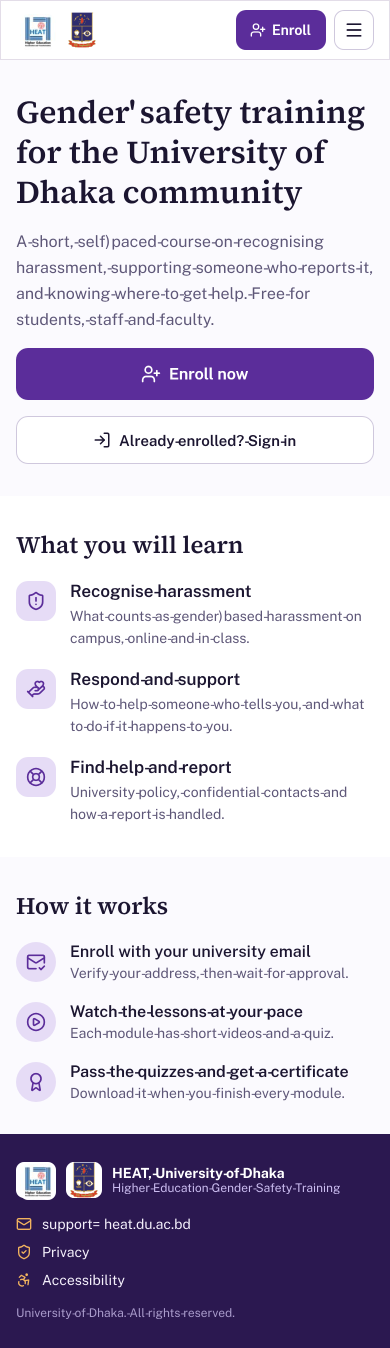 HEAT
Enroll
Gender' safety training
for the University of
Dhaka community
A-short,-self)paced-course-on-recognising
harassment,-supporting-someone-who-reports-it,
and-knowing-where-to-get-help.-Free-for
students,-staff-and-faculty.
Enroll now
Already-enrolled?-Sign-in
What you will learn
Recognise-harassment
What-counts-as-gender)based-harassment-on
campus,-online-and-in-class.
Respond-and-support
How-to-help-someone-who-tells-you,-and-what
to-do-if-it-happens-to-you.
Find-help-and-report
University-policy,-confidential-contacts-and
how-a-report-is-handled.
How it works
Enroll with your university email
Verify-your-address,-then-wait-for-approval.
Watch-the-lessons-at-your-pace
Each-module-has-short-videos-and-a-quiz.
Pass-the-quizzes-and-get-a-certificate
Download-it-when-you-finish-every-module.
HEAT
HEAT,-University-of-Dhaka
Higher-Education-Gender-Safety-Training
support= heat.du.ac.bd
Privacy
Accessibility
University-of-Dhaka.-All-rights-reserved.